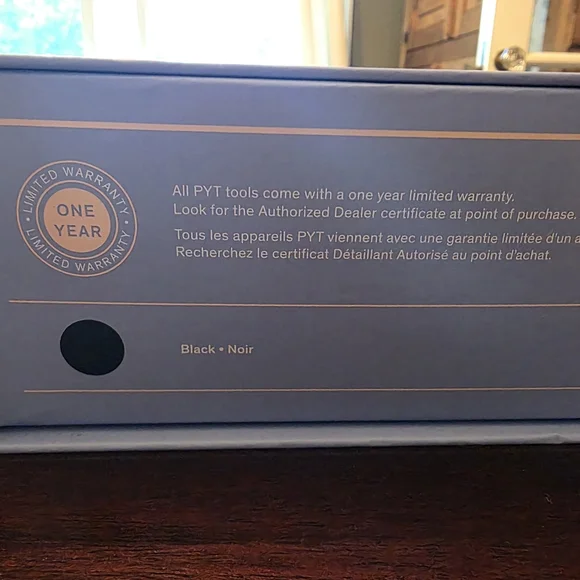 LIMITED WARRANTY
ONE
YEAR
LIMITED WARRANTY
All PYT tools come with a one year limited warranty.
Look for the Authorized Dealer certificate at point of purchase.
Tous les appareils PYT viennent avec une garantie limitée d'un
Recherchez le certificat Détaillant Autorisé au point d'achat.
Black • Noir